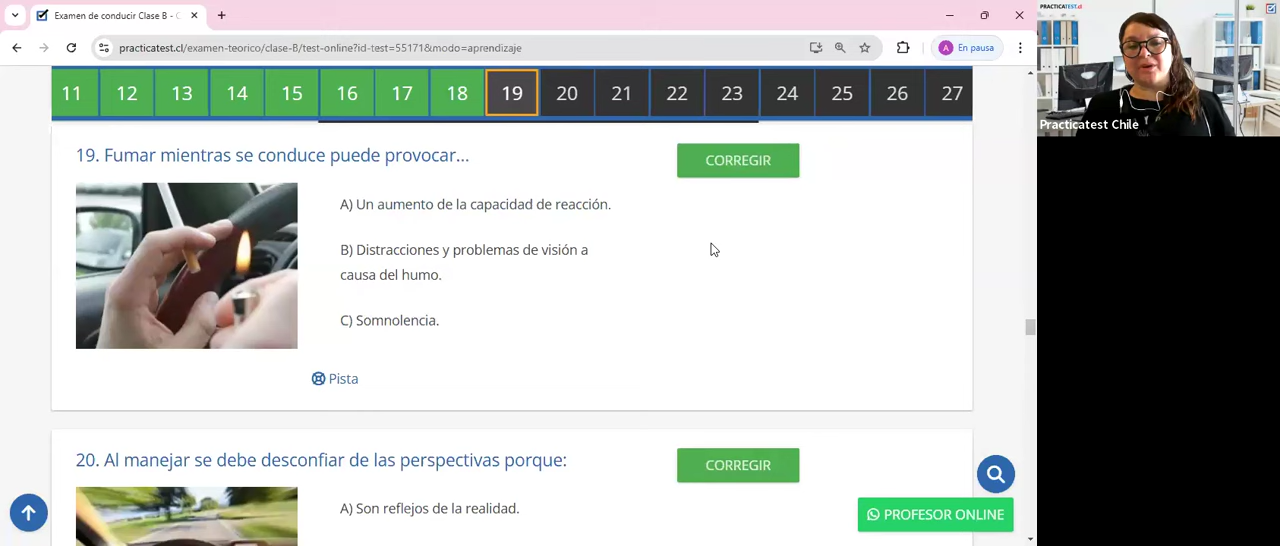 Examen de conducir Clase B - C
practicatest.cl/examen-teorico/clase-B/test-online?id-test=55171&modo=aprendizaje
A En pausa
PRACTICATEST.cl
Practicatest Chile
11 12 13 14 15 16 17 18 19 20 21 22 23 24 25 26 27
19. Fumar mientras se conduce puede provocar...
CORREGIR
A) Un aumento de la capacidad de reacción.
B) Distracciones y problemas de visión a
causa del humo.
C) Somnolencia.
Pista
20. Al manejar se debe desconfiar de las perspectivas porque:
CORREGIR
A) Son reflejos de la realidad.
PROFESOR ONLINE